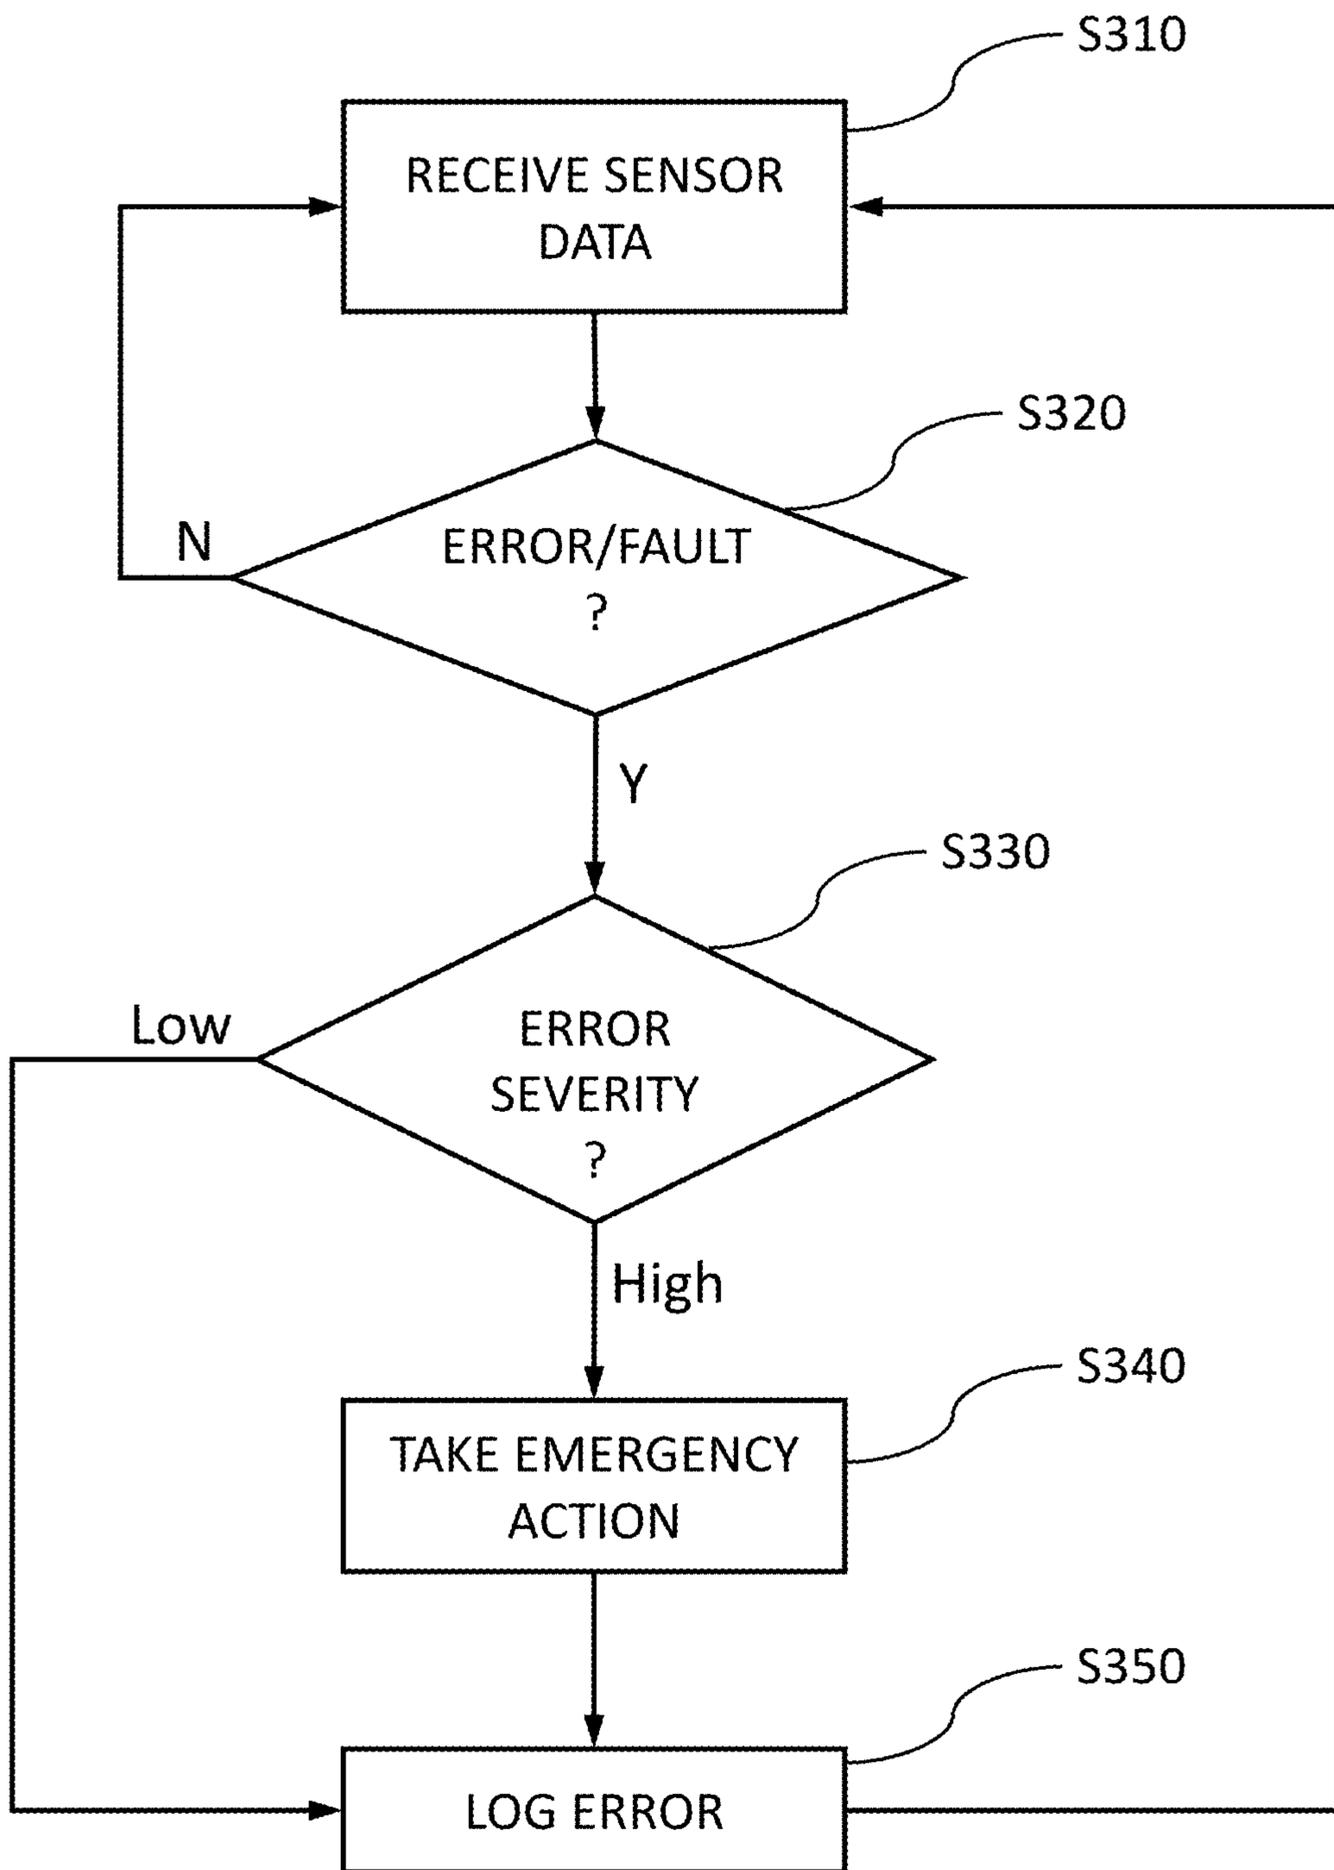 S310
RECEIVE SENSOR
DATA
S320
N
ERROR/FAULT
?
Y
S330
Low
ERROR
SEVERITY
?
High
S340
TAKE EMERGENCY
ACTION
S350
LOG ERROR